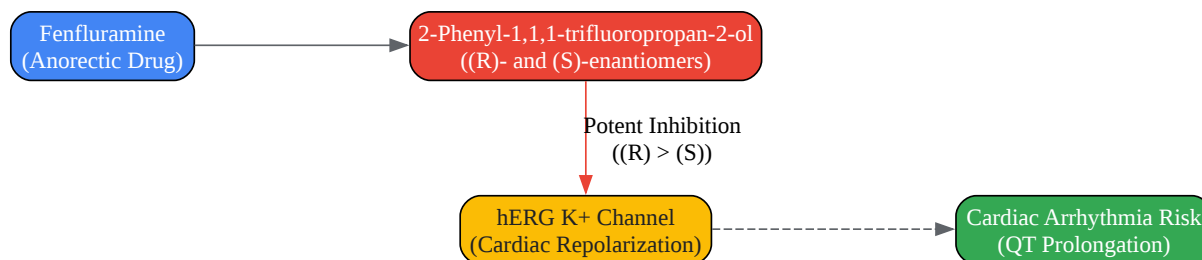 Fenfluramine
(Anorectic Drug)
2-Phenyl-1,1,1-trifluoropropan-2-ol
((R)- and (S)-enantiomers)
Potent Inhibition
((R) > (S))
hERG K+ Channel
(Cardiac Repolarization)
Cardiac Arrhythmia Risk
(QT Prolongation)